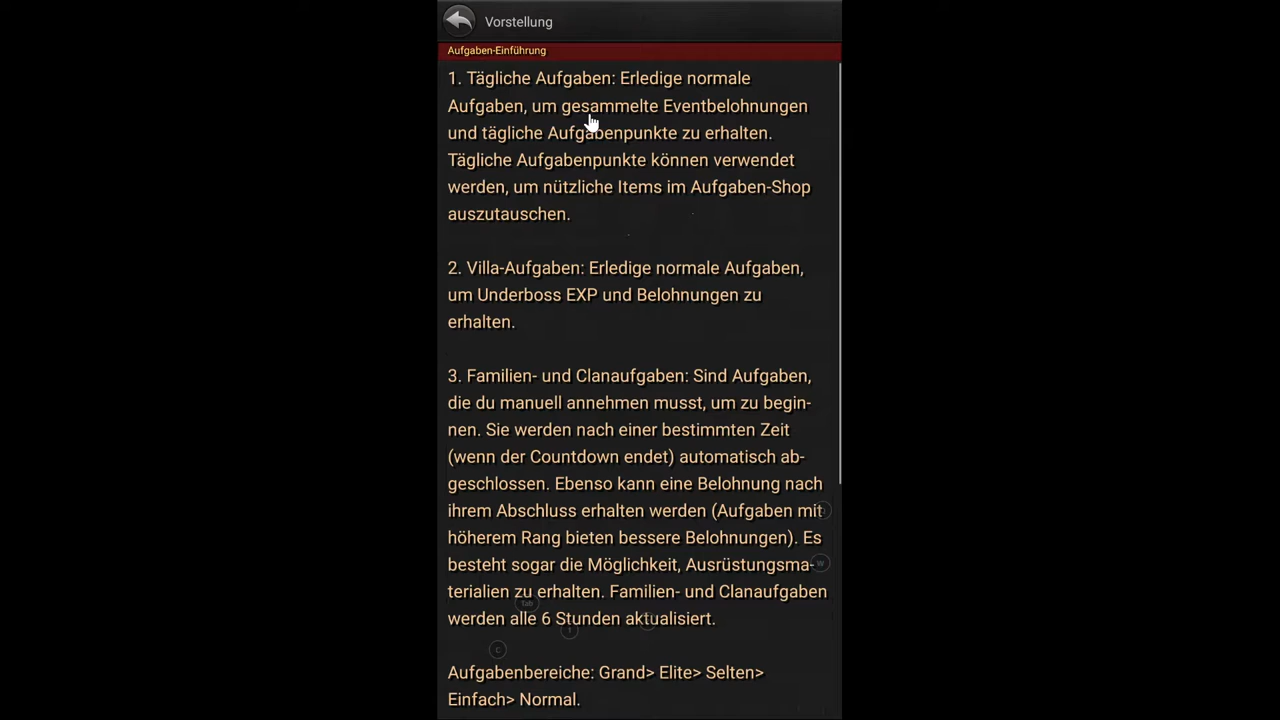 Vorstellung
Aufgaben-Einführung
1. Tägliche Aufgaben: Erledige normale
Aufgaben, um gesammelte Eventbelohnungen
und tägliche Aufgabenpunkte zu erhalten.
Tägliche Aufgabenpunkte können verwendet
werden, um nützliche Items im Aufgaben-Shop
auszutauschen.
2. Villa-Aufgaben: Erledige normale Aufgaben,
um Underboss EXP und Belohnungen zu
erhalten.
3. Familien- und Clanaufgaben: Sind Aufgaben,
die du manuell annehmen musst, um zu begin-
nen. Sie werden nach einer bestimmten Zeit
(wenn der Countdown endet) automatisch ab-
geschlossen. Ebenso kann eine Belohnung nach
ihrem Abschluss erhalten werden (Aufgaben mit
höherem Rang bieten bessere Belohnungen). Es
besteht sogar die Möglichkeit, Ausrüstungsma-
W
terialien zu erhalten. Familien- und Clanaufgaben
Tab
werden alle 6 Stunden aktualisiert.
T
C
Aufgabenbereiche: Grand> Elite> Selten>
Einfach> Normal.